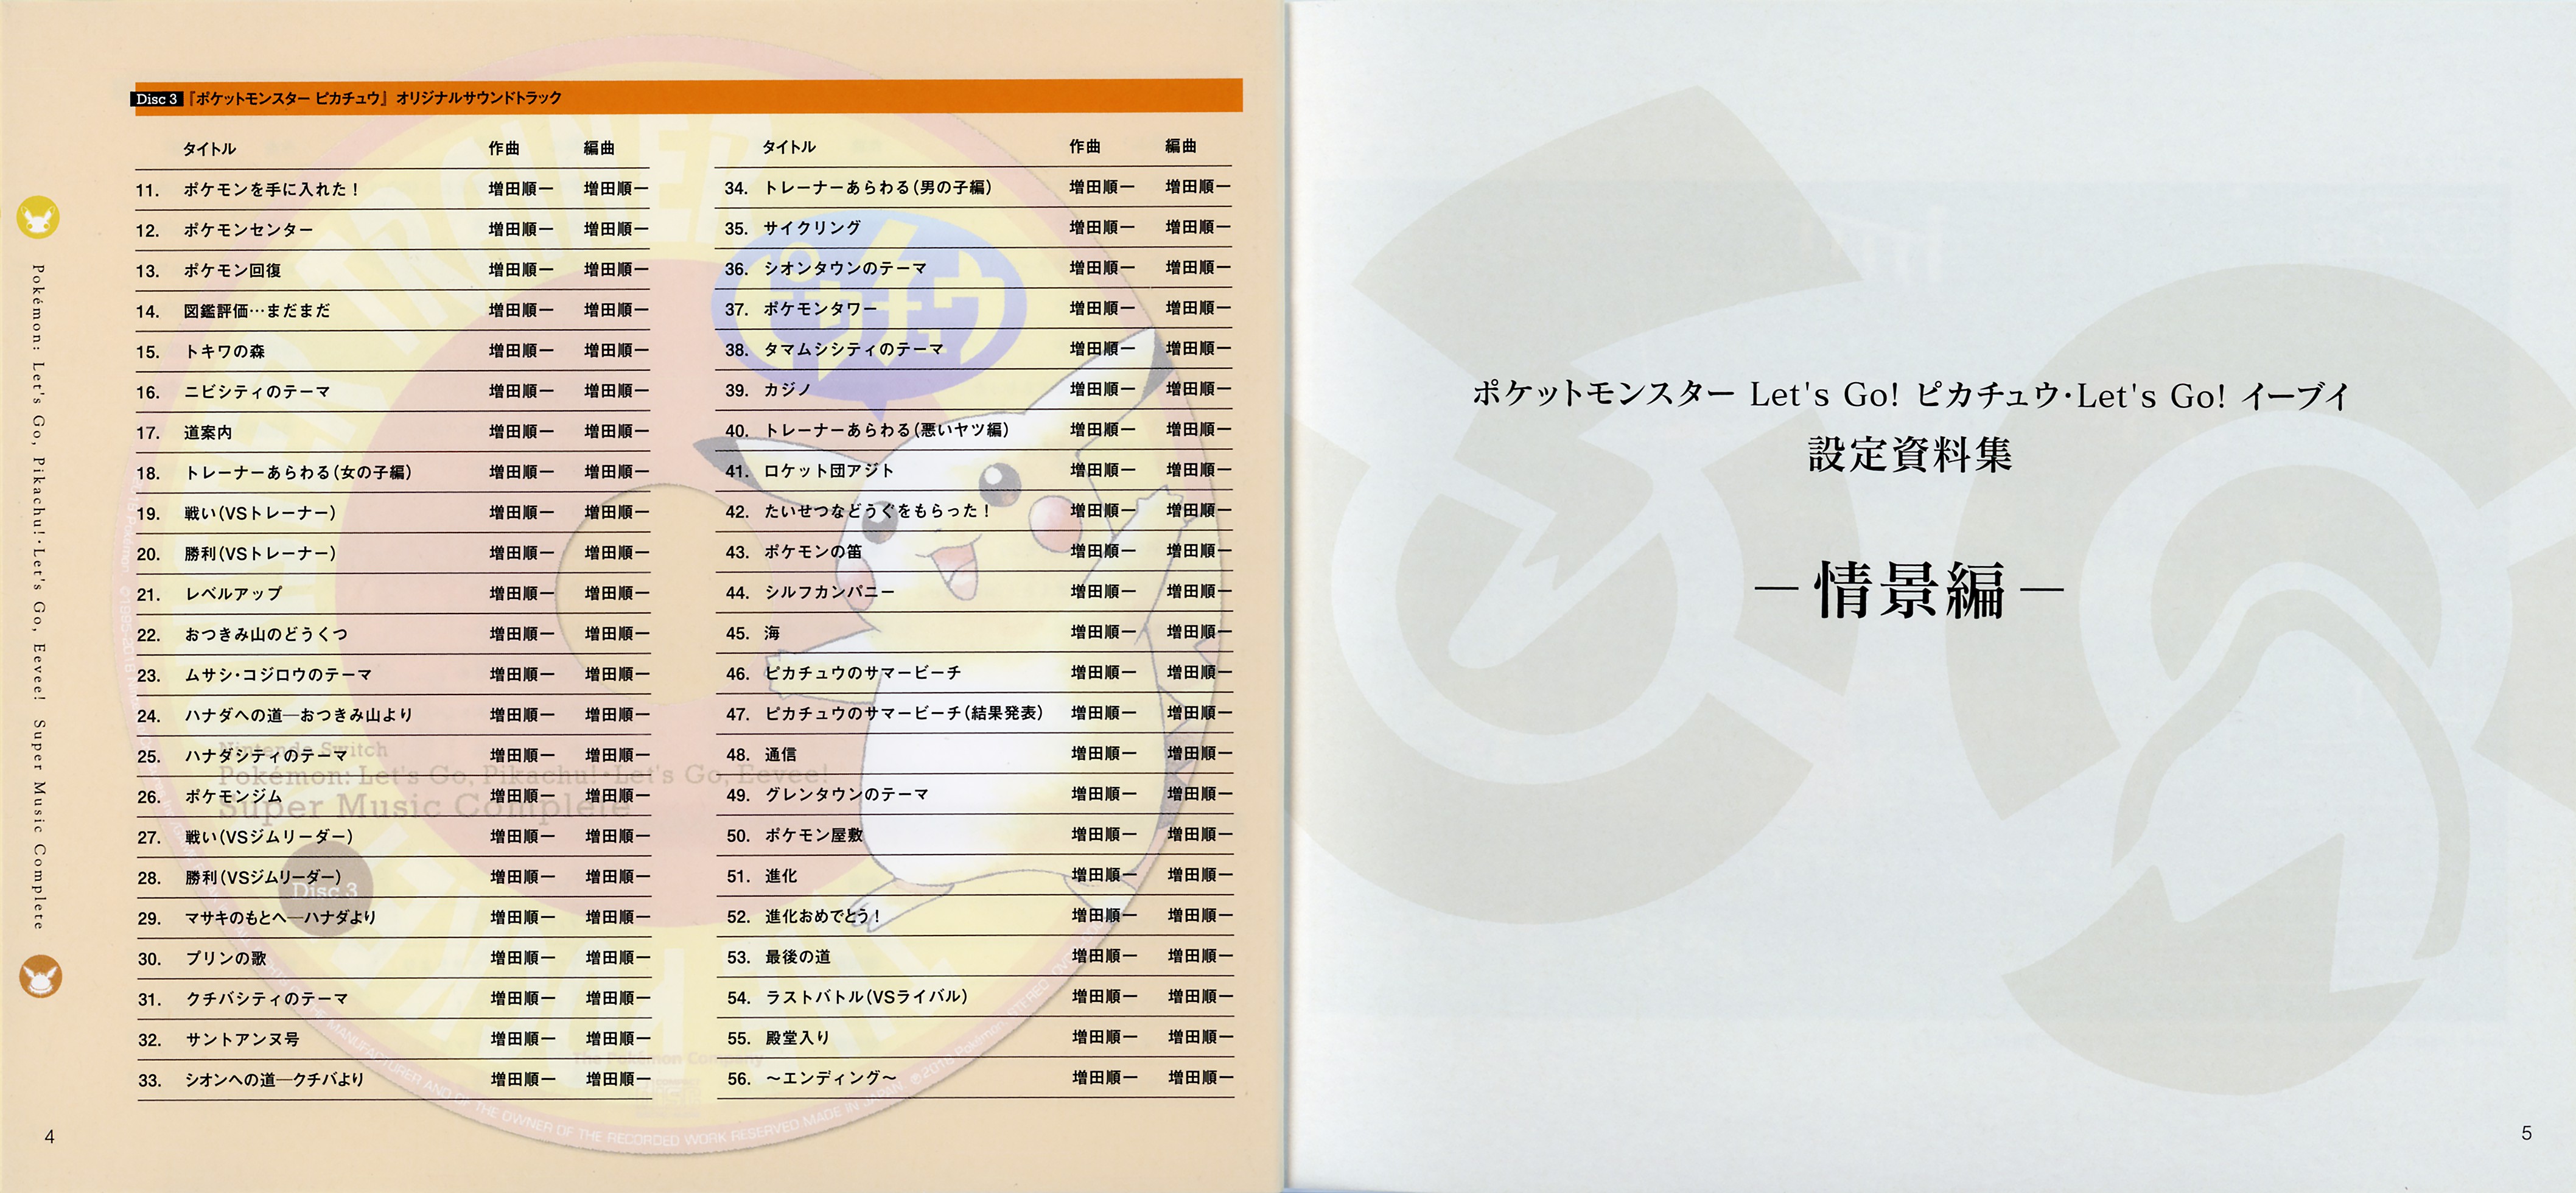 Disc 3 『ポケットモンスター ピカチュウ』 オリジナルサウンドトラック
タイトル 作曲 編曲
11. ポケモンを手に入れた! 増田順一 増田順一
12. ポケモンセンター 増田順一 増田順一
13. ポケモン回復 増田順一 増田順一
14. 図鑑評価…まだまだ 増田順一 増田順一
15. トキワの森 増田順一 増田順一
16. ニビシティのテーマ 増田順一 増田順一
17. 道案内 増田順一 増田順一
18. トレーナーあらわる(女の子編) 増田順一 増田順一
19. 戦い(VSトレーナー) 増田順一 増田順一
20. 勝利(VSトレーナー) 増田順一 増田順一
21. レベルアップ 増田順一 増田順一
22. おつきみ山のどうくつ 増田順一 増田順一
23. ムサシ・コジロウのテーマ 増田順一 増田順一
24. ハナダへの道―おつきみ山より 増田順一 増田順一
25. ハナダシティのテーマ 増田順一 増田順一
26. ポケモンジム 増田順一 増田順一
27. 戦い(VSジムリーダー) 増田順一 増田順一
28. 勝利(VSジムリーダー) 増田順一 増田順一
29. マサキのもとへ―ハナダより 増田順一 増田順一
30. プリンの歌 増田順一 増田順一
31. クチバシティのテーマ 増田順一 増田順一
32. サントアンヌ号 増田順一 増田順一
33. シオンへの道―クチバより 増田順一 増田順一
タイトル 作曲 編曲
34. トレーナーあらわる(男の子編) 増田順一 増田順一
35. サイクリング 増田順一 増田順一
36. シオンタウンのテーマ 増田順一 増田順一
37. ポケモンタワー 増田順一 増田順一
38. タマムシシティのテーマ 増田順一 増田順一
39. カジノ 増田順一 増田順一
40. トレーナーあらわる(悪いヤツ編) 増田順一 増田順一
41. ロケット団アジト 増田順一 増田順一
42. たいせつなどうぐをもらった! 増田順一 増田順一
43. ポケモンの笛 増田順一 増田順一
44. シルフカンパニー 増田順一 増田順一
45. 海 増田順一 増田順一
46. ピカチュウのサマービーチ 増田順一 増田順一
47. ピカチュウのサマービーチ(結果発表) 増田順一 増田順一
48. 通信 増田順一 増田順一
49. グレンタウンのテーマ 増田順一 増田順一
50. ポケモン屋敷 増田順一 増田順一
51. 進化 増田順一 増田順一
52. 進化おめでとう! 増田順一 増田順一
53. 最後の道 増田順一 増田順一
54. ラストバトル(VSライバル) 増田順一 増田順一
55. 殿堂入り 増田順一 増田順一
56. 〜エンディング〜 増田順一 増田順一
Pokémon: Let's Go, Pikachu!・Let's Go, Eevee! Super Music Complete
ピカチュウ
Nintendo Switch
Pokémon: Let's Go, Pikachu!・Let's Go, Eevee!
Super Music Complete
Disc 3
4
ポケットモンスター Let's Go! ピカチュウ・Let's Go! イーブイ
設定資料集
―情景編―
5